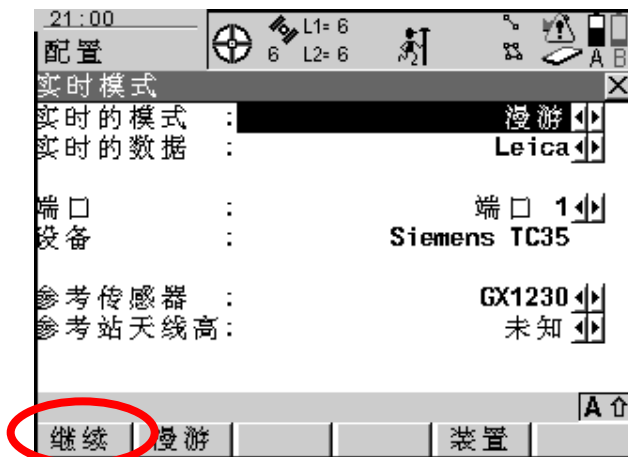 21:00 L1= 6
配置 6 L2= 6 A B
实时模式
实时的模式 : 漫游
实时的数据 : Leica
端口 : 端口 1
设备 : Siemens TC35
参考传感器 : GX1230
参考站天线高: 未知
A
继续 漫游 装置